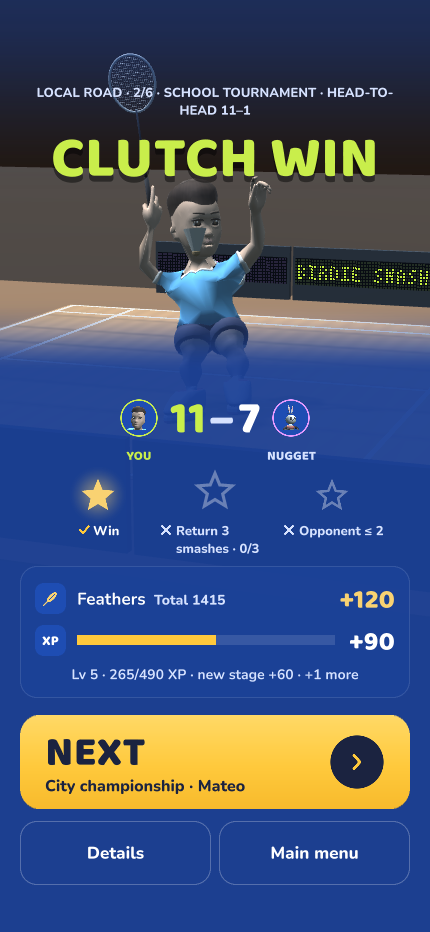 LOCAL ROAD · 2/6 · SCHOOL TOURNAMENT · HEAD-TO-
HEAD 11–1
CLUTCH WIN
BIRDIE SMASH
11–7
YOU
NUGGET
Win
Return 3
smashes · 0/3
Opponent ≤ 2
Feathers Total 1415 +120
XP +90
Lv 5 · 265/490 XP · new stage +60 · +1 more
NEXT
City championship · Mateo
Details
Main menu